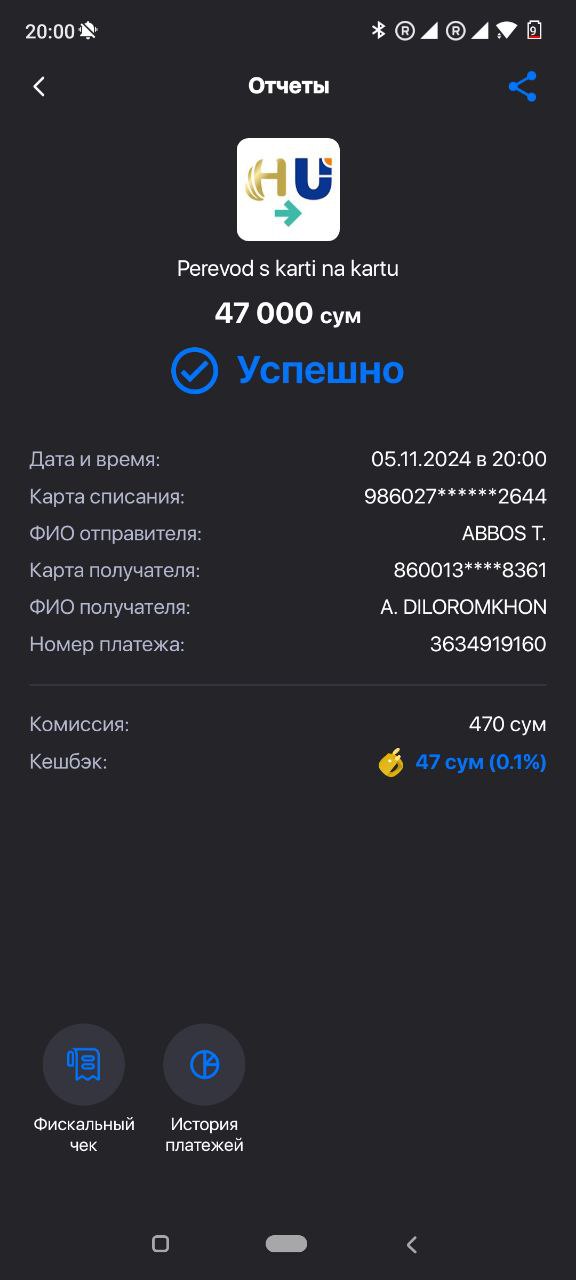 20:00
R R 9
Отчеты
HU
Perevod s karti na kartu
47 000 сум
Успешно
Дата и время: 05.11.2024 в 20:00
Карта списания: 986027******2644
ФИО отправителя: ABBOS T.
Карта получателя: 860013****8361
ФИО получателя: A. DILOROMKHON
Номер платежа: 3634919160
Комиссия: 470 сум
Кешбэк: 47 сум (0.1%)
Фискальный
чек
История
платежей